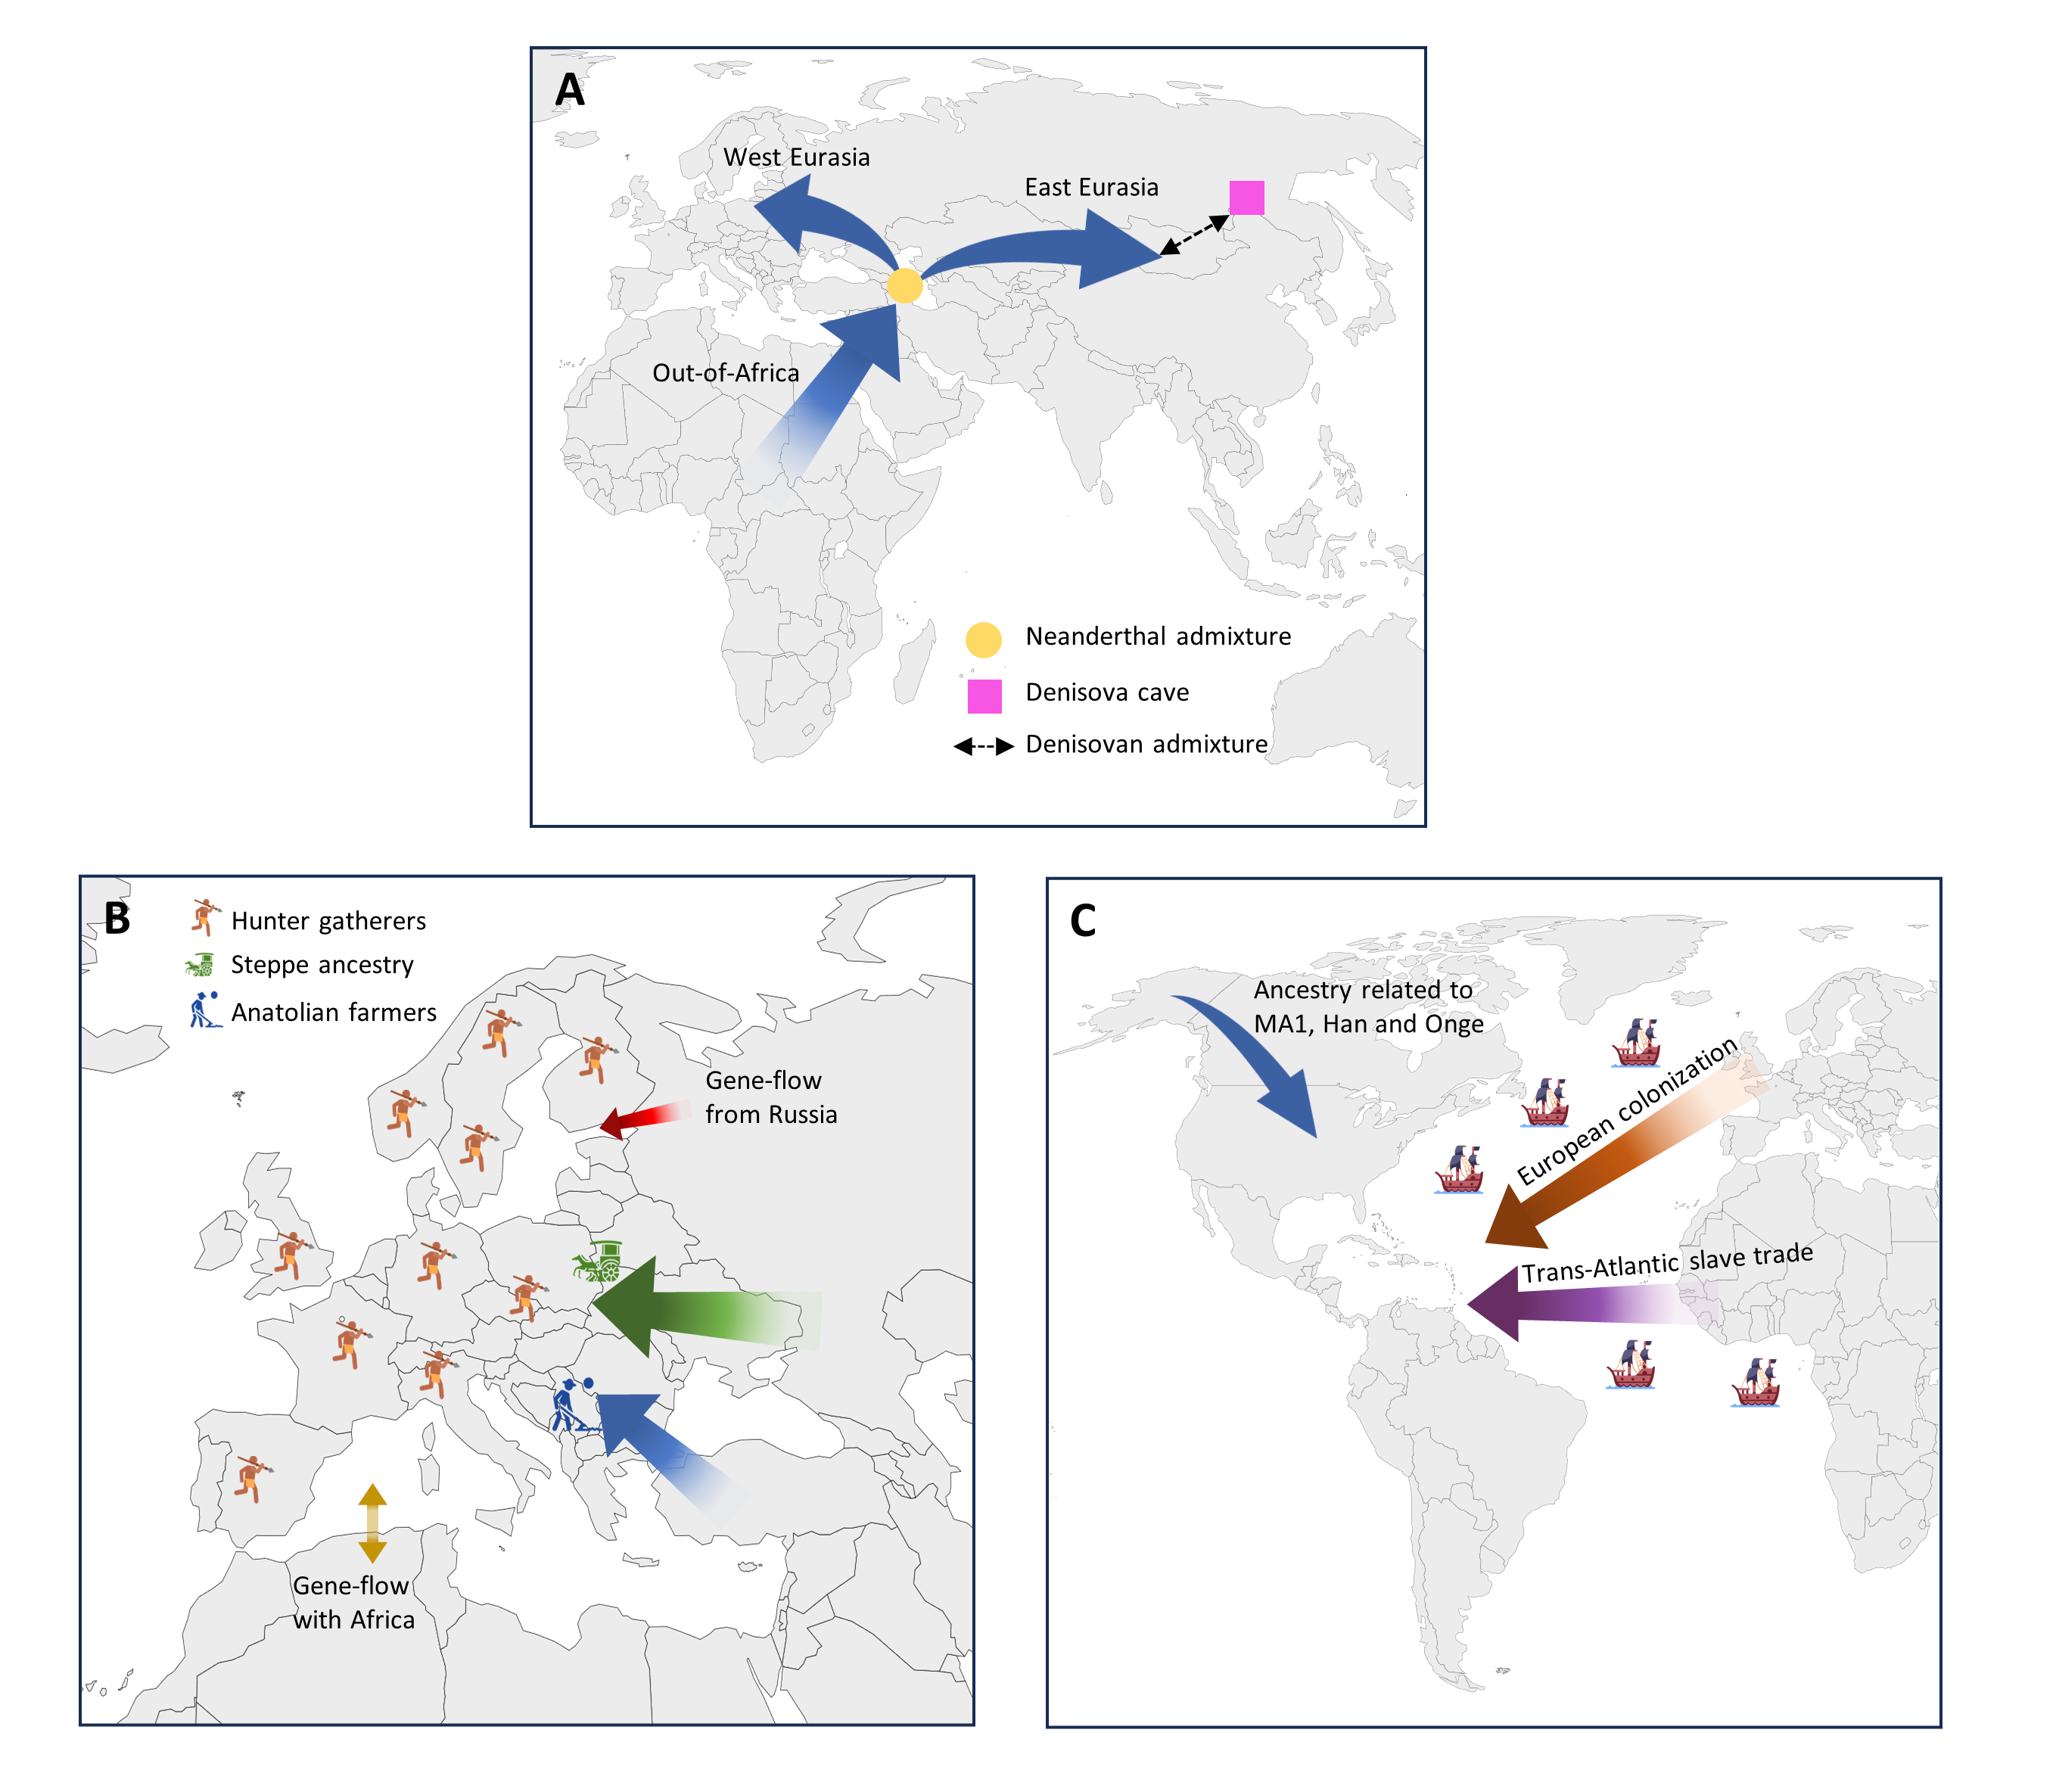 A
West Eurasia
East Eurasia
Out-of-Africa
Neanderthal admixture
Denisova cave
Denisovan admixture
B
Hunter gatherers
Steppe ancestry
Anatolian farmers
Gene-flow
from Russia
Gene-flow
with Africa
C
Ancestry related to
MA1, Han and Onge
European colonization
Trans-Atlantic slave trade